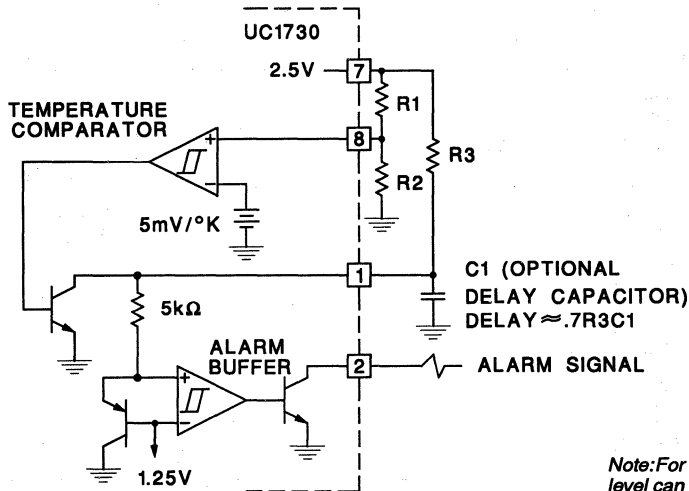 UC1730
2.5V
7
R1
TEMPERATURE
COMPARATOR
+
8
R3
R2
−
5mV/°K
1
C1 (OPTIONAL
DELAY CAPACITOR)
DELAY≈.7R3C1
5kΩ
ALARM
BUFFER
2
ALARM SIGNAL
+
−
1.25V
Note:For
level can